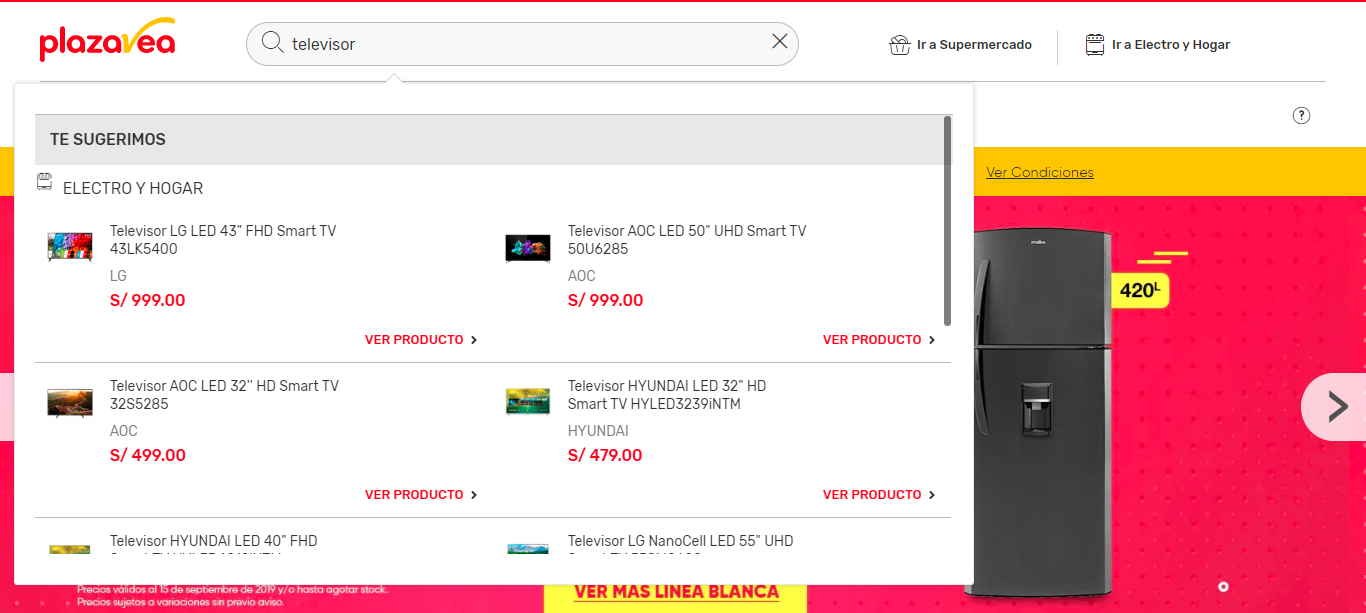 plazavea
televisor
Ir a Supermercado
Ir a Electro y Hogar
?
TE SUGERIMOS
ELECTRO Y HOGAR
Ver Condiciones
Televisor LG LED 43" FHD Smart TV
43LK5400
LG
S/ 999.00
VER PRODUCTO
Televisor AOC LED 50" UHD Smart TV
50U6285
AOC
S/ 999.00
VER PRODUCTO
mabe
420L
Televisor AOC LED 32'' HD Smart TV
32S5285
AOC
S/ 499.00
VER PRODUCTO
Televisor HYUNDAI LED 32" HD
Smart TV HYLED3239iNTM
HYUNDAI
S/ 479.00
VER PRODUCTO
Televisor HYUNDAI LED 40" FHD
Televisor LG NanoCell LED 55" UHD
Precios válidos al 15 de septiembre de 2019 y/o hasta agotar stock.
Precios sujetos a variaciones sin previo aviso.
VER MÁS LÍNEA BLANCA